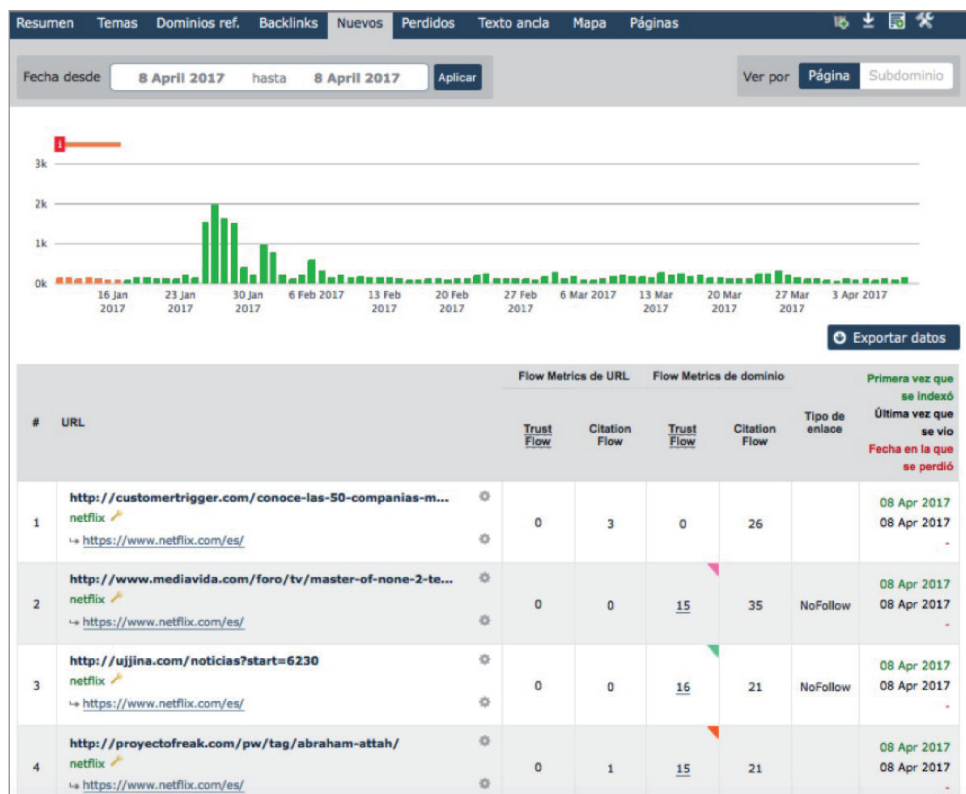 Resumen Temas Dominios ref. Backlinks Nuevos Perdidos Texto ancla Mapa Páginas
Fecha desde 8 April 2017 hasta 8 April 2017 Aplicar Ver por Página Subdominio
i
3k
2k
1k
0k
16 Jan 2017 23 Jan 2017 30 Jan 2017 6 Feb 2017 13 Feb 2017 20 Feb 2017 27 Feb 2017 6 Mar 2017 13 Mar 2017 20 Mar 2017 27 Mar 2017 3 Apr 2017
Exportar datos
Flow Metrics de URL Flow Metrics de dominio
# URL Trust Flow Citation Flow Trust Flow Citation Flow Tipo de enlace
Primera vez que
se indexó
Última vez que
se vio
Fecha en la que
se perdió
http://customertrigger.com/conoce-las-50-companias-m...
1 netflix 0 3 0 26 08 Apr 2017
08 Apr 2017
-
https://www.netflix.com/es/
http://www.mediavida.com/foro/tv/master-of-none-2-te...
2 netflix 0 0 15 35 NoFollow 08 Apr 2017
08 Apr 2017
-
https://www.netflix.com/es/
http://ujjina.com/noticias?start=6230
3 netflix 0 0 16 21 NoFollow 08 Apr 2017
08 Apr 2017
-
https://www.netflix.com/es/
http://proyectofreak.com/pw/tag/abraham-attah/
4 netflix 0 1 15 21 08 Apr 2017
08 Apr 2017
-
https://www.netflix.com/es/